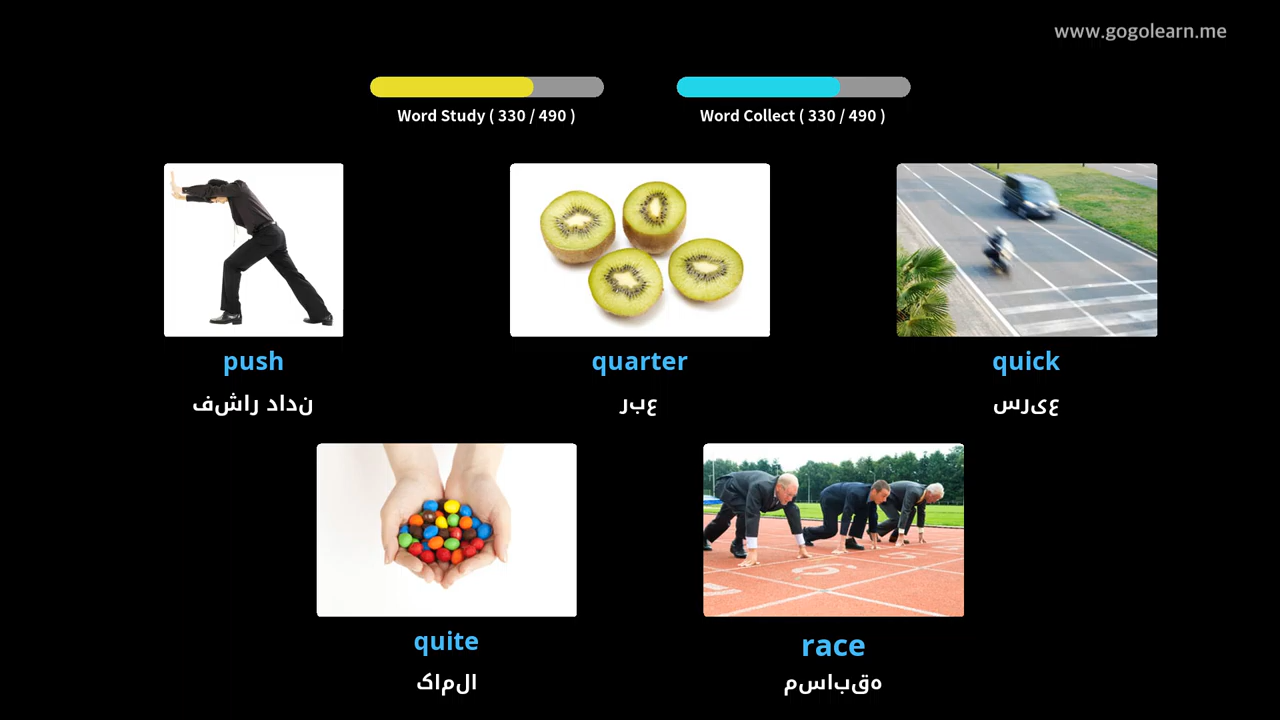 www.gogolearn.me
Word Study ( 330 / 490 )
Word Collect ( 330 / 490 )
push
نداد راشف
quarter
عبر
quick
عیرس
quite
الماک
race
هقباسم